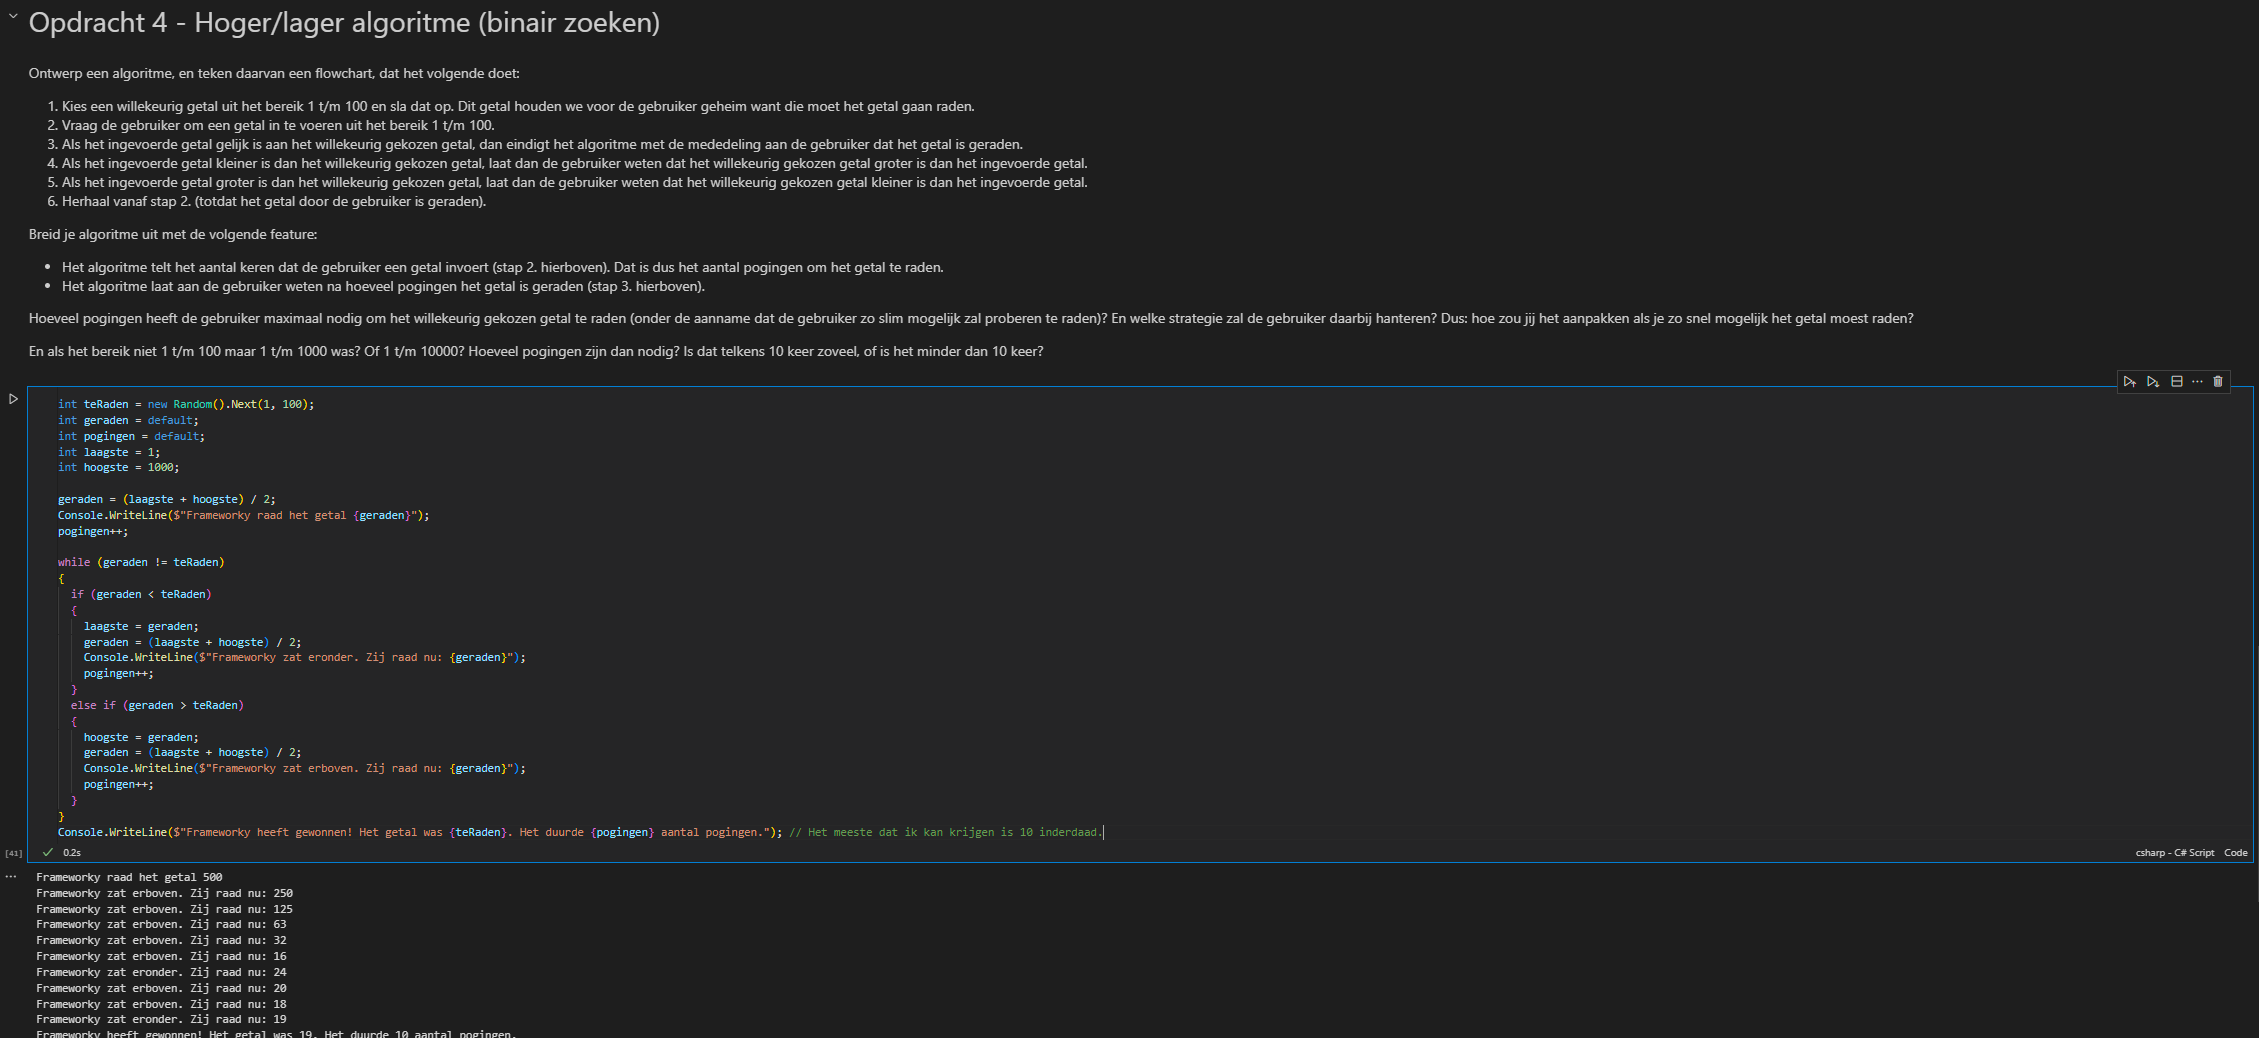 Opdracht 4 - Hoger/lager algoritme (binair zoeken)
Ontwerp een algoritme, en teken daarvan een flowchart, dat het volgende doet:
1. Kies een willekeurig getal uit het bereik 1 t/m 100 en sla dat op. Dit getal houden we voor de gebruiker geheim want die moet het getal gaan raden.
2. Vraag de gebruiker om een getal in te voeren uit het bereik 1 t/m 100.
3. Als het ingevoerde getal gelijk is aan het willekeurig gekozen getal, dan eindigt het algoritme met de mededeling aan de gebruiker dat het getal is geraden.
4. Als het ingevoerde getal kleiner is dan het willekeurig gekozen getal, laat dan de gebruiker weten dat het willekeurig gekozen getal groter is dan het ingevoerde getal.
5. Als het ingevoerde getal groter is dan het willekeurig gekozen getal, laat dan de gebruiker weten dat het willekeurig gekozen getal kleiner is dan het ingevoerde getal.
6. Herhaal vanaf stap 2. (totdat het getal door de gebruiker is geraden).
Breid je algoritme uit met de volgende feature:
• Het algoritme telt het aantal keren dat de gebruiker een getal invoert (stap 2. hierboven). Dat is dus het aantal pogingen om het getal te raden.
• Het algoritme laat aan de gebruiker weten na hoeveel pogingen het getal is geraden (stap 3. hierboven).
Hoeveel pogingen heeft de gebruiker maximaal nodig om het willekeurig gekozen getal te raden (onder de aanname dat de gebruiker zo slim mogelijk zal proberen te raden)? En welke strategie zal de gebruiker daarbij hanteren? Dus: hoe zou jij het aanpakken als je zo snel mogelijk het getal moest raden?
En als het bereik niet 1 t/m 100 maar 1 t/m 1000 was? Of 1 t/m 10000? Hoeveel pogingen zijn dan nodig? Is dat telkens 10 keer zoveel, of is het minder dan 10 keer?
int teRaden = new Random().Next(1, 100);
int geraden = default;
int pogingen = default;
int laagste = 1;
int hoogste = 1000;
geraden = (laagste + hoogste) / 2;
Console.WriteLine($"Frameworky raad het getal {geraden}");
pogingen++;
while (geraden != teRaden)
{
if (geraden < teRaden)
{
laagste = geraden;
geraden = (laagste + hoogste) / 2;
Console.WriteLine($"Frameworky zat eronder. Zij raad nu: {geraden}");
pogingen++;
}
else if (geraden > teRaden)
{
hoogste = geraden;
geraden = (laagste + hoogste) / 2;
Console.WriteLine($"Frameworky zat erboven. Zij raad nu: {geraden}");
pogingen++;
}
}
Console.WriteLine($"Frameworky heeft gewonnen! Het getal was {teRaden}. Het duurde {pogingen} aantal pogingen."); // Het meeste dat ik kan krijgen is 10 inderdaad.
[41] 0.2s csharp - C# Script Code
Frameworky raad het getal 500
Frameworky zat erboven. Zij raad nu: 250
Frameworky zat erboven. Zij raad nu: 125
Frameworky zat erboven. Zij raad nu: 63
Frameworky zat erboven. Zij raad nu: 32
Frameworky zat erboven. Zij raad nu: 16
Frameworky zat eronder. Zij raad nu: 24
Frameworky zat erboven. Zij raad nu: 20
Frameworky zat erboven. Zij raad nu: 18
Frameworky zat eronder. Zij raad nu: 19
Frameworky heeft gewonnen! Het getal was 19. Het duurde 10 aantal pogingen.